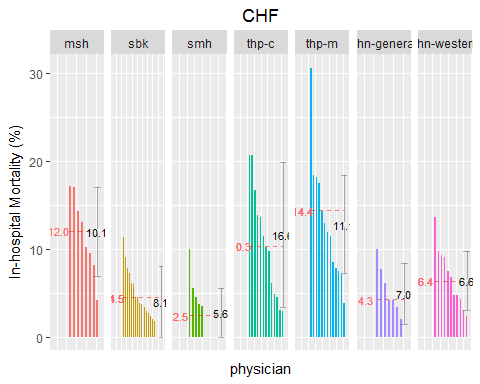 CHF
msh sbk smh thp-c thp-m hn-genera hn-western
In-hospital Mortality (%)
30
20
10
0
12.0 10.1 4.5 8.1 2.5 5.6 0.3 16.6 4.4 11. 4.3 7.0 6.4 6.6
physician